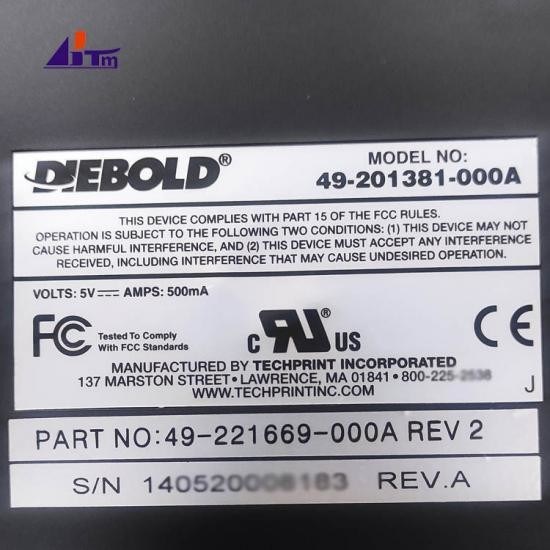 ATm
DIEBOLD®
MODEL NO:
49-201381-000A
THIS DEVICE COMPLIES WITH PART 15 OF THE FCC RULES.
OPERATION IS SUBJECT TO THE FOLLOWING TWO CONDITIONS: (1) THIS DEVICE MAY NOT
CAUSE HARMFUL INTERFERENCE, AND (2) THIS DEVICE MUST ACCEPT ANY INTERFERENCE
RECEIVED, INCLUDING INTERFERENCE THAT MAY CAUSE UNDESIRED OPERATION.
VOLTS: 5V⎓ AMPS: 500mA
FC Tested To Comply
With FCC Standards
c RU® US
CE
MANUFACTURED BY TECHPRINT INCORPORATED
137 MARSTON STREET•LAWRENCE, MA 01841•800-225-
WWW.TECHPRINTINC.COM
J
PART NO:49-221669-000A REV 2
S/N 140520008183 REV.A